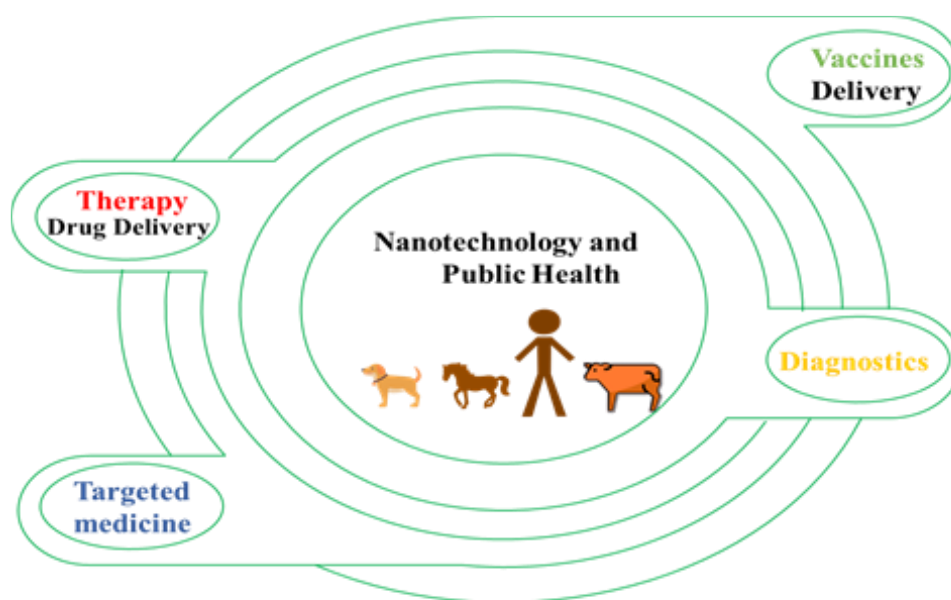 Vaccines
Delivery
Therapy
Drug Delivery
Nanotechnology and
Public Health
Diagnostics
Targeted
medicine